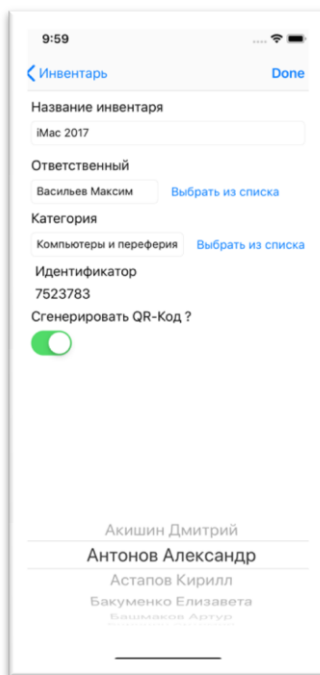 9:59
Инвентарь Done
Название инвентаря
iMac 2017
Ответственный
Васильев Максим Выбрать из списка
Категория
Компьютеры и переферия Выбрать из списка
Идентификатор
7523783
Сгенерировать QR-Код ?
Акишин Дмитрий
Антонов Александр
Астапов Кирилл
Бакуменко Елизавета
Башмаков Артур